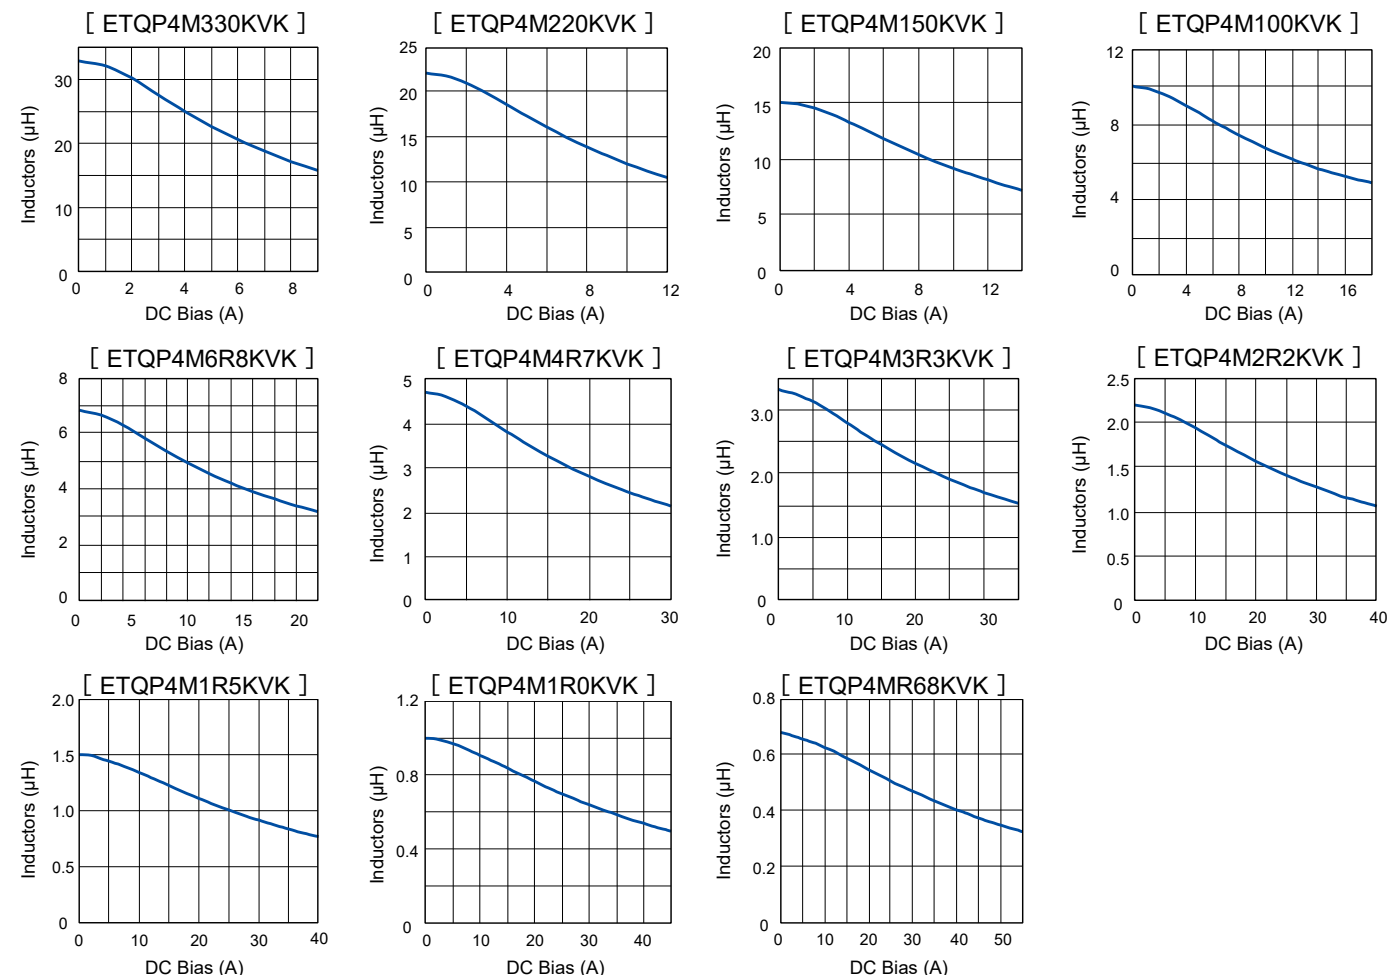 [ ETQP4M330KVK ]
Inductors (µH)
30
20
10
0
0 2 4 6 8
DC Bias (A)
[ ETQP4M220KVK ]
Inductors (µH)
25
20
15
10
5
0
0 4 8 12
DC Bias (A)
[ ETQP4M150KVK ]
Inductors (µH)
20
15
10
5
0
0 4 8 12
DC Bias (A)
[ ETQP4M100KVK ]
Inductors (µH)
12
8
4
0
0 4 8 12 16
DC Bias (A)
[ ETQP4M6R8KVK ]
Inductors (µH)
8
6
4
2
0
0 5 10 15 20
DC Bias (A)
[ ETQP4M4R7KVK ]
Inductors (µH)
5
4
3
2
1
0
0 10 20 30
DC Bias (A)
[ ETQP4M3R3KVK ]
Inductors (µH)
3.0
2.0
1.0
0
0 10 20 30
DC Bias (A)
[ ETQP4M2R2KVK ]
Inductors (µH)
2.5
2.0
1.5
1.0
0.5
0
0 10 20 30 40
DC Bias (A)
[ ETQP4M1R5KVK ]
Inductors (µH)
2.0
1.5
1.0
0.5
0
0 10 20 30 40
DC Bias (A)
[ ETQP4M1R0KVK ]
Inductors (µH)
1.2
0.8
0.4
0
0 10 20 30 40
DC Bias (A)
[ ETQP4MR68KVK ]
Inductors (µH)
0.8
0.6
0.4
0.2
0
0 10 20 30 40 50
DC Bias (A)